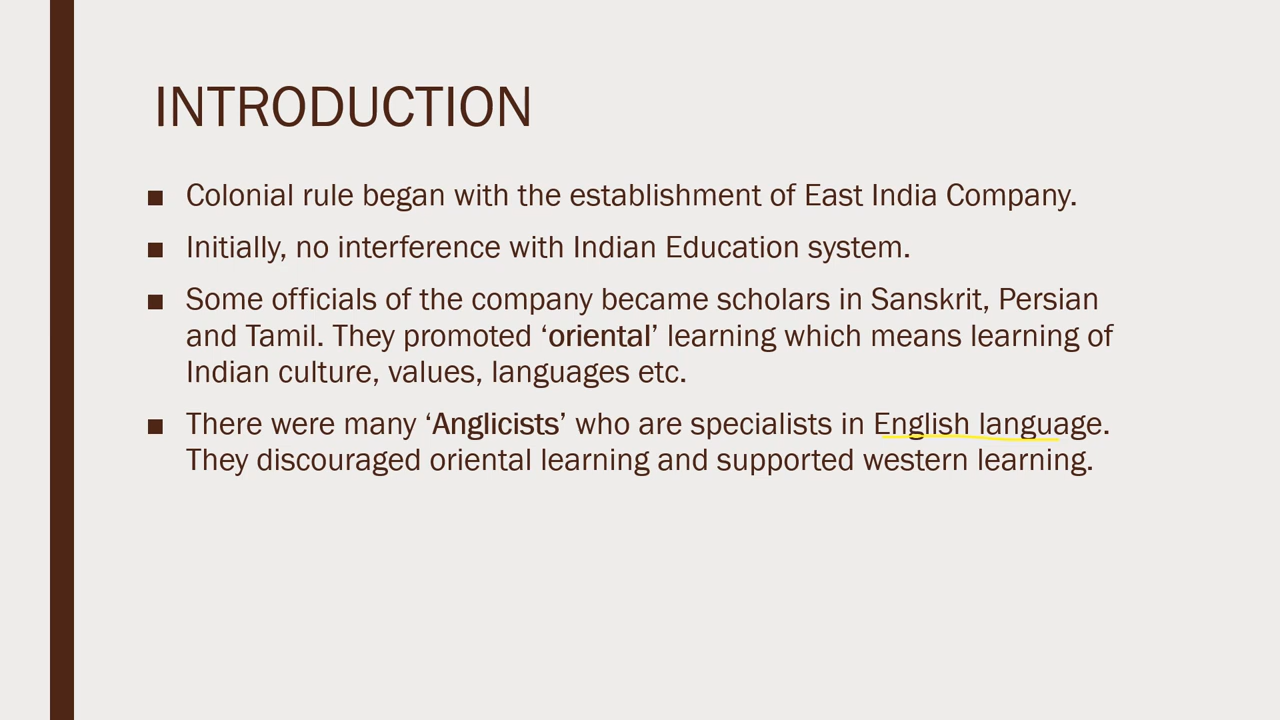 INTRODUCTION
■ Colonial rule began with the establishment of East India Company.
■ Initially, no interference with Indian Education system.
■ Some officials of the company became scholars in Sanskrit, Persian
and Tamil. They promoted ‘oriental’ learning which means learning of
Indian culture, values, languages etc.
■ There were many ‘Anglicists’ who are specialists in English language.
They discouraged oriental learning and supported western learning.